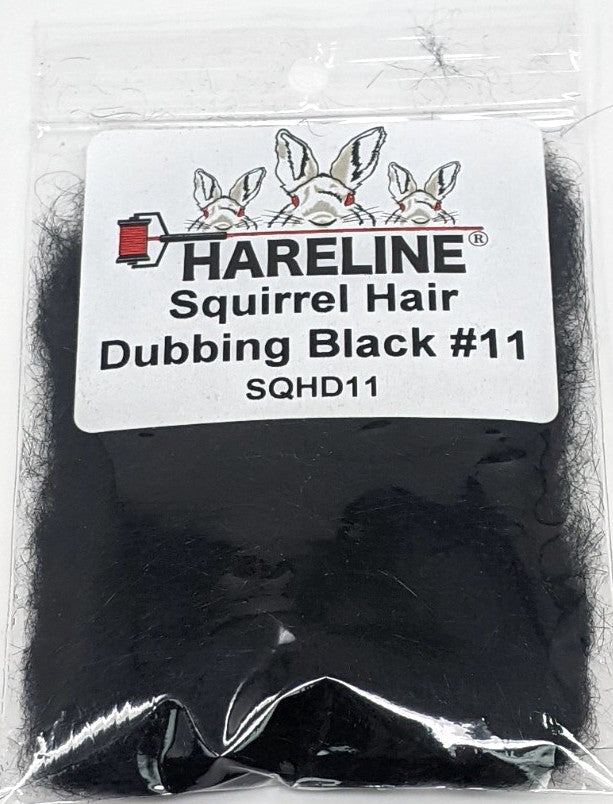 HARELINE®
Squirrel Hair
Dubbing Black #11
SQHD11